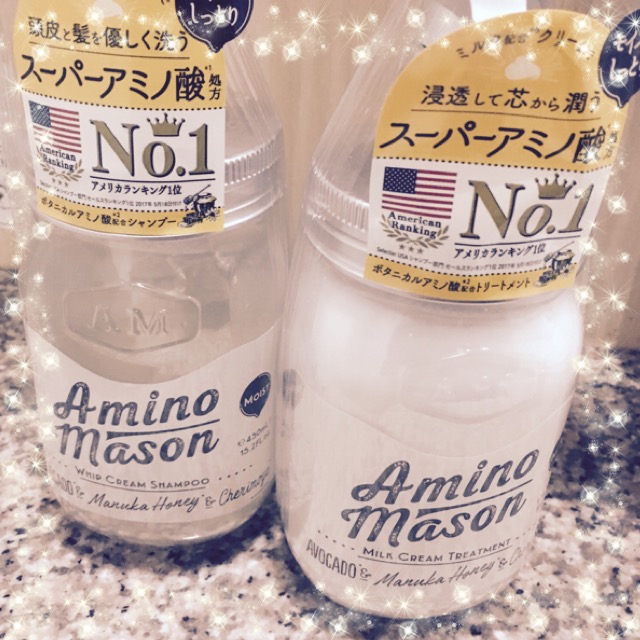 しっとり
頭皮と髪を優しく洗う
スーパーアミノ酸 処方
American
Ranking
No.1
アメリカランキング1位
ボタニカルアミノ酸配合シャンプー
A.M.
Amino
mason
Moist
WHIP CREAM SHAMPOO
Manuka Honey &
浸透して芯から潤う
スーパーアミノ酸
American
Ranking
No.1
アメリカランキング1位
ボタニカルアミノ酸配合トリートメント
Amino
mason
MILK CREAM TREATMENT
AVOCADO & Manuka Honey &